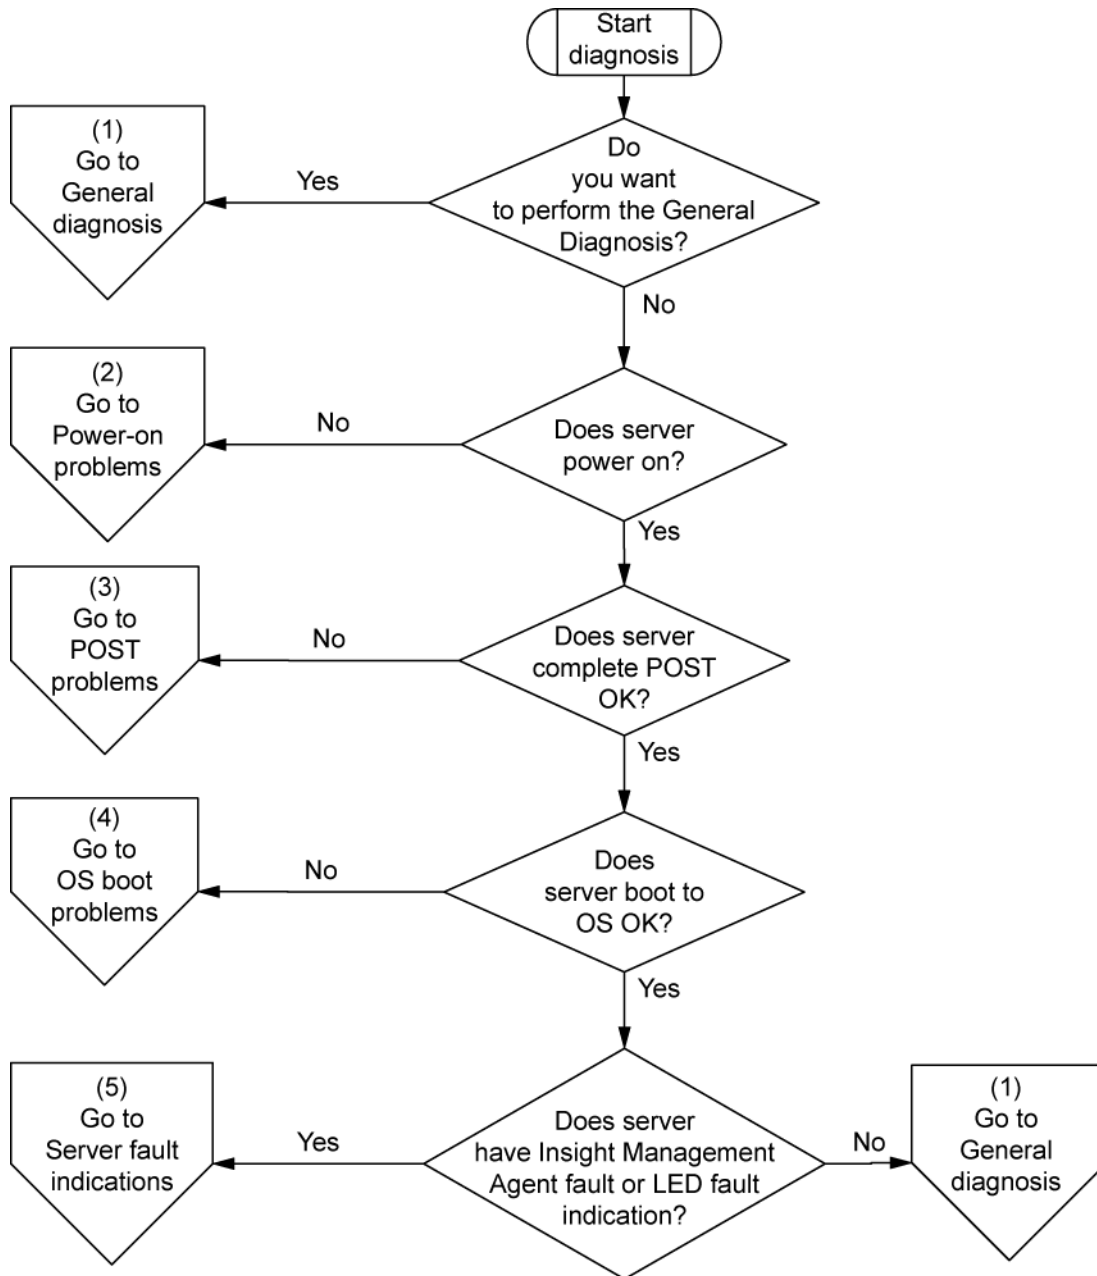 Start
diagnosis
Do
you want
to perform the General
Diagnosis?
Yes
(1)
Go to
General
diagnosis
No
Does server
power on?
No
(2)
Go to
Power-on
problems
Yes
Does server
complete POST
OK?
No
(3)
Go to
POST
problems
Yes
Does
server boot to
OS OK?
No
(4)
Go to
OS boot
problems
Yes
Does server
have Insight Management
Agent fault or LED fault
indication?
Yes
(5)
Go to
Server fault
indications
No
(1)
Go to
General
diagnosis